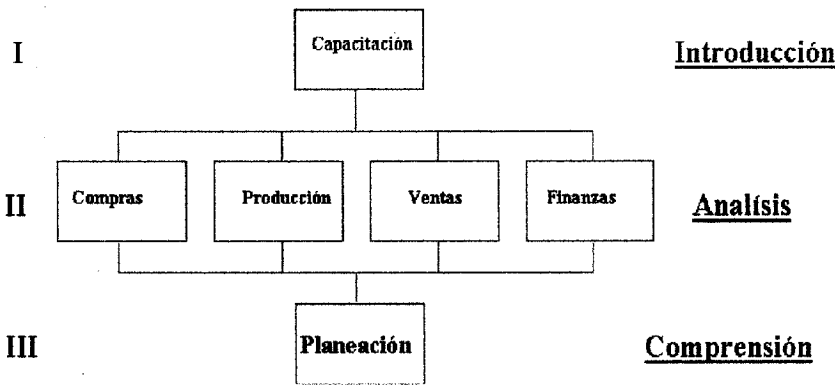 I Capacitación Introducción
II Compras Producción Ventas Finanzas Analísis
III Planeación Comprensión